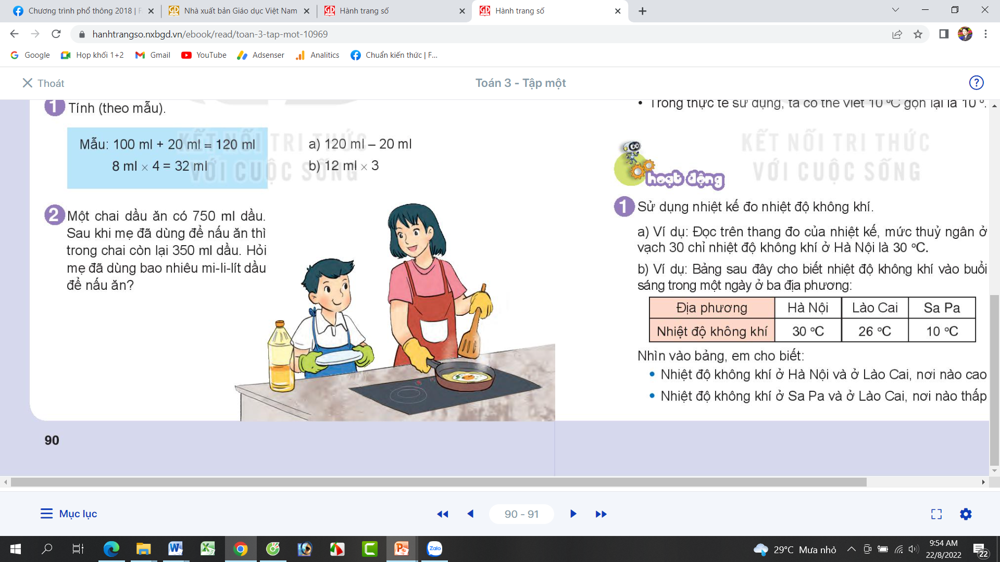 Chương trình phổ thông 2018 | F
Nhà xuất bản Giáo dục Việt Nam
Hành trang số
Hành trang số
hanhtrangso.nxbgd.vn/ebook/read/toan-3-tap-mot-10969
Google
Họp khối 1+2
Gmail
YouTube
Adsenser
Analitics
Chuẩn kiến thức | F...
Thoát
Toán 3 - Tập một
1 Tính (theo mẫu).
Mẫu: 100 ml + 20 ml = 120 ml
8 ml × 4 = 32 ml
a) 120 ml – 20 ml
b) 12 ml × 3
KẾT NỐI TRI THỨC
VỚI CUỘC SỐNG
2 Một chai dầu ăn có 750 ml dầu.
Sau khi mẹ đã dùng để nấu ăn thì
trong chai còn lại 350 ml dầu. Hỏi
mẹ đã dùng bao nhiêu mi-li-lít dầu
để nấu ăn?
90
• Trong thực tế sử dụng, ta có thể viết 10 °C gọn lại là 10 °.
KẾT NỐI TRI THỨC
VỚI CUỘC SỐNG
hoạt động
1 Sử dụng nhiệt kế đo nhiệt độ không khí.
a) Ví dụ: Đọc trên thang đo của nhiệt kế, mức thuỷ ngân ở
vạch 30 chỉ nhiệt độ không khí ở Hà Nội là 30 °C.
b) Ví dụ: Bảng sau đây cho biết nhiệt độ không khí vào buổi
sáng trong một ngày ở ba địa phương:
Địa phương Hà Nội Lào Cai Sa Pa
Nhiệt độ không khí 30 °C 26 °C 10 °C
Nhìn vào bảng, em cho biết:
• Nhiệt độ không khí ở Hà Nội và ở Lào Cai, nơi nào cao
• Nhiệt độ không khí ở Sa Pa và ở Lào Cai, nơi nào thấp
Mục lục
90 - 91
Zalo
29°C Mưa nhỏ
9:54 AM
22/8/2022
22